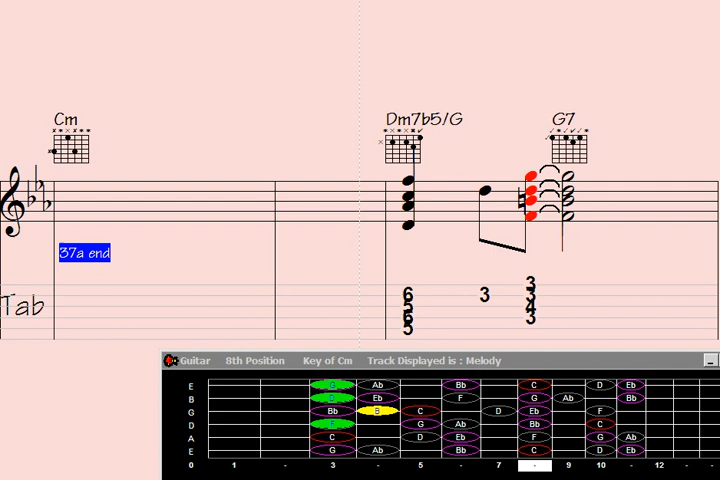 Cm Dm7b5/G G7
37a end
Tab
3
6 3 3
5 4
6 3
5
Guitar 8th Position Key of Cm Track Displayed is : Melody
E G Ab Bb C D Eb
B D Eb F G Ab Bb
G Bb B C D Eb F
D F G Ab Bb C
A C D Eb F G Ab
E G Ab Bb C D Eb
0 1 - 3 - 5 - 7 - 9 10 - 12 - -